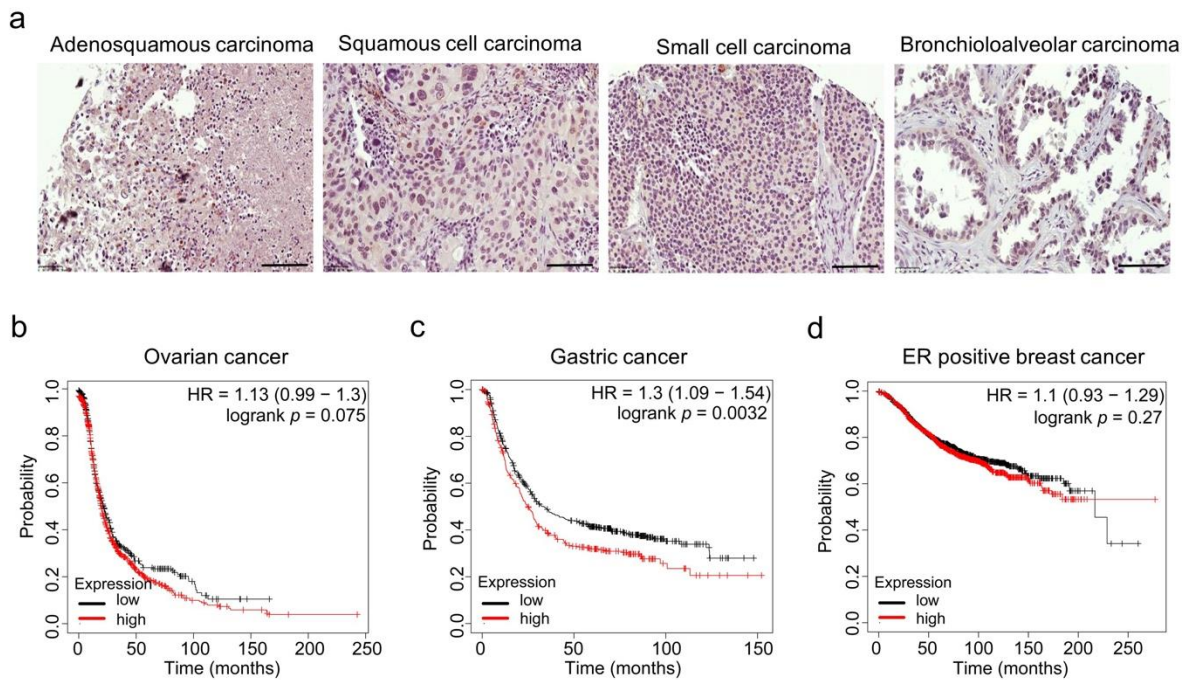 a
Adenosquamous carcinoma
Squamous cell carcinoma
Small cell carcinoma
Bronchioloalveolar carcinoma
b
Ovarian cancer
HR = 1.13 (0.99 − 1.3)
logrank p = 0.075
Probability
1.0
0.8
0.6
0.4
0.2
0.0
Expression
low
high
0 50 100 150 200 250
Time (months)
c
Gastric cancer
HR = 1.3 (1.09 − 1.54)
logrank p = 0.0032
Probability
1.0
0.8
0.6
0.4
0.2
0.0
Expression
low
high
0 50 100 150
Time (months)
d
ER positive breast cancer
HR = 1.1 (0.93 − 1.29)
logrank p = 0.27
Probability
1.0
0.8
0.6
0.4
0.2
0.0
Expression
low
high
0 50 100 150 200 250
Time (months)